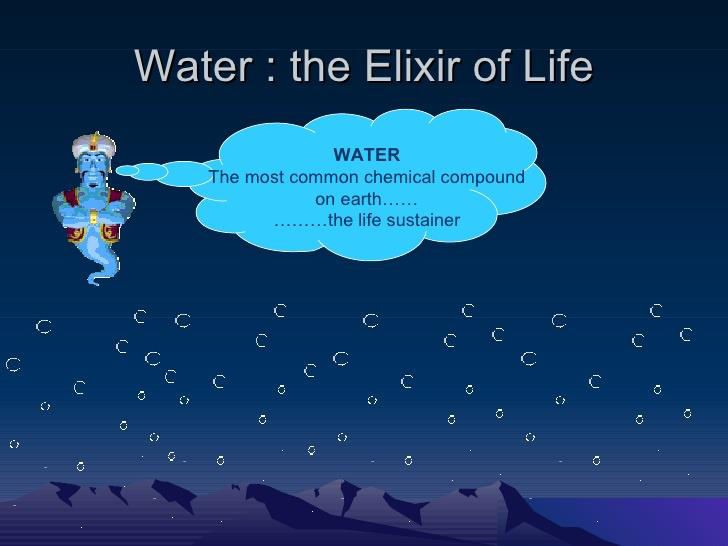 Water : the Elixir of Life
WATER
The most common chemical compound
on earth……
………the life sustainer